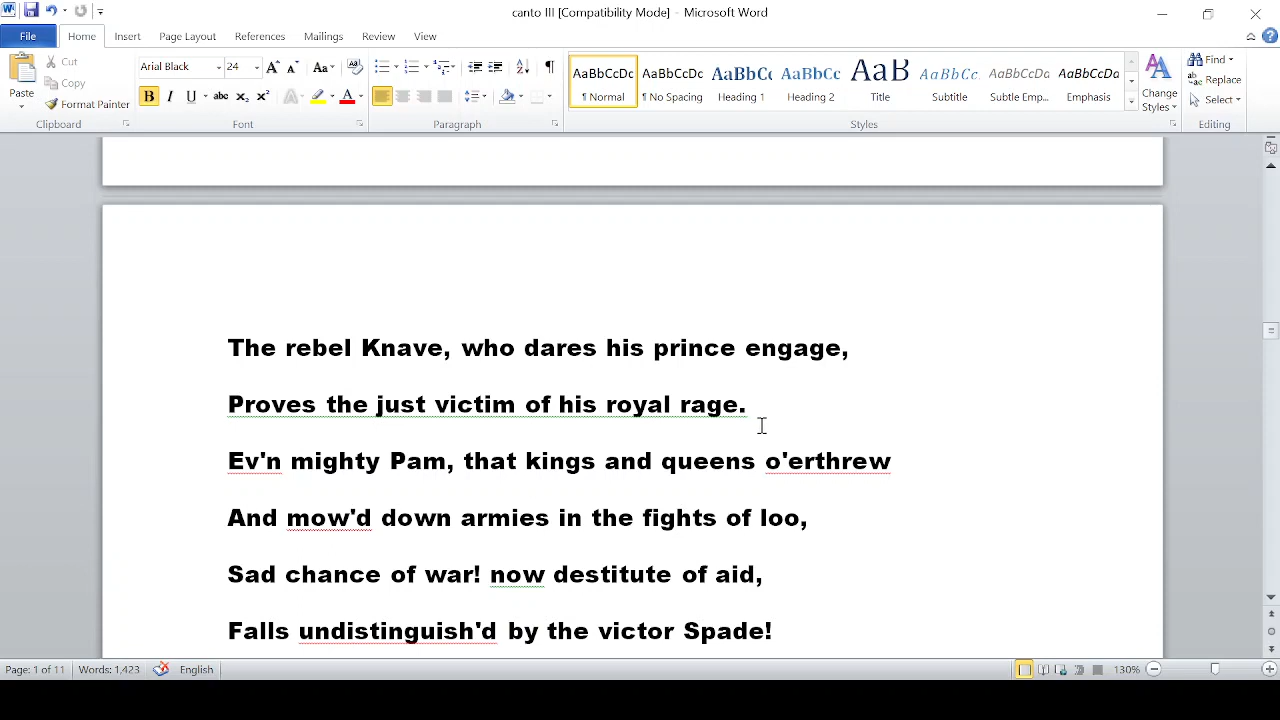 canto III [Compatibility Mode] - Microsoft Word
File Home Insert Page Layout References Mailings Review View
Paste
Cut
Copy
Format Painter
Clipboard
Arial Black 24
Font
Paragraph
AaBbCcDc AaBbCcDc AaBbC( AaBbCc AaB AaBbCc. AaBbCcDc AaBbCcDc
¶ Normal ¶ No Spacing Heading 1 Heading 2 Title Subtitle Subtle Emp... Emphasis
Change Styles
Styles
Find
Replace
Select
Editing
The rebel Knave, who dares his prince engage,
Proves the just victim of his royal rage.
Ev'n mighty Pam, that kings and queens o'erthrew
And mow'd down armies in the fights of loo,
Sad chance of war! now destitute of aid,
Falls undistinguish'd by the victor Spade!
Page: 1 of 11 Words: 1,423 English 130%